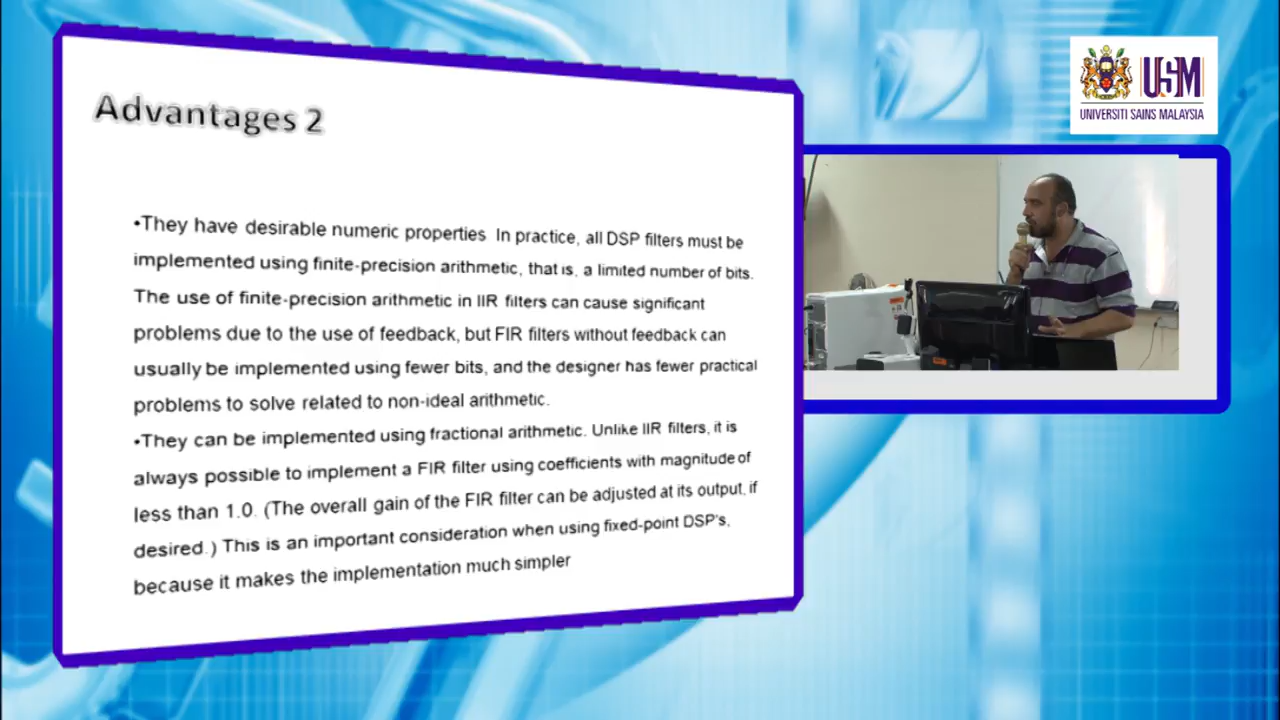 Advantages 2
•They have desirable numeric properties In practice, all DSP filters must be
implemented using finite-precision arithmetic, that is, a limited number of bits.
The use of finite-precision arithmetic in IIR filters can cause significant
problems due to the use of feedback, but FIR filters without feedback can
usually be implemented using fewer bits, and the designer has fewer practical
problems to solve related to non-ideal arithmetic.
•They can be implemented using fractional arithmetic. Unlike IIR filters, it is
always possible to implement a FIR filter using coefficients with magnitude of
less than 1.0. (The overall gain of the FIR filter can be adjusted at its output, if
desired.) This is an important consideration when using fixed-point DSP's,
because it makes the implementation much simpler
USM
UNIVERSITI SAINS MALAYSIA